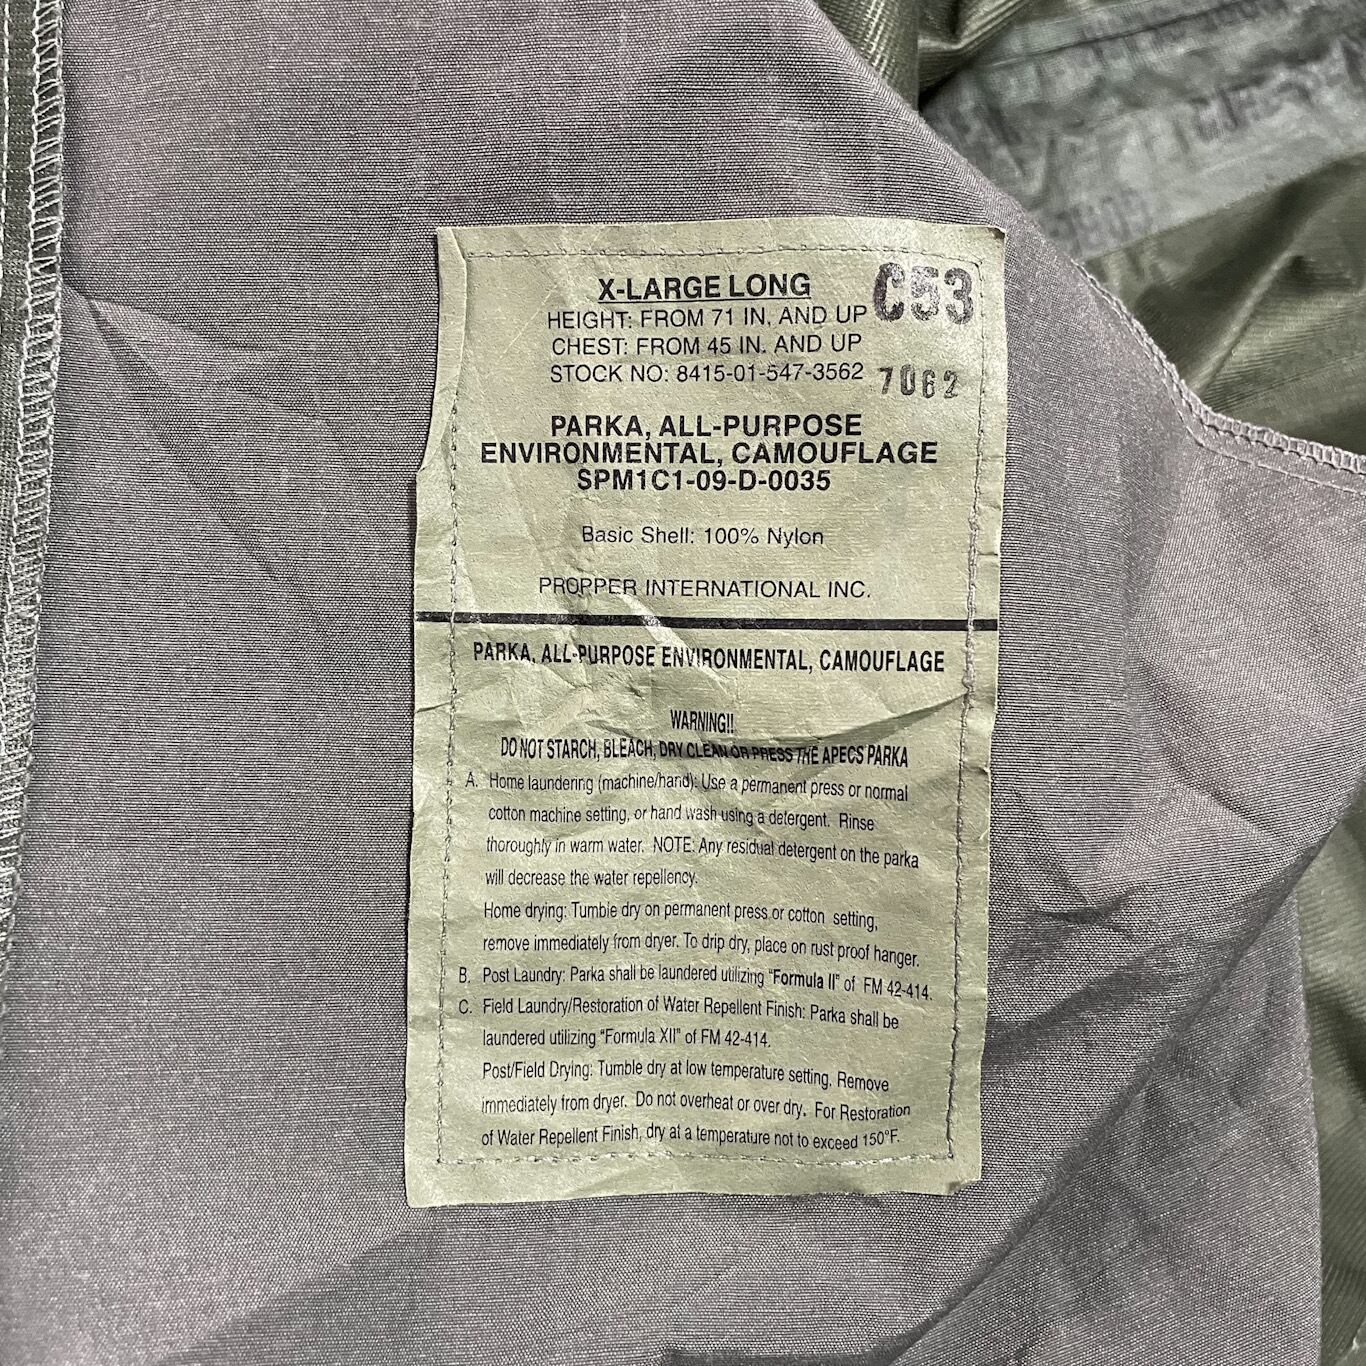 X-LARGE LONG
C53
HEIGHT: FROM 71 IN. AND UP
CHEST: FROM 45 IN. AND UP
STOCK NO: 8415-01-547-3562
7062
PARKA, ALL-PURPOSE
ENVIRONMENTAL, CAMOUFLAGE
SPM1C1-09-D-0035
Basic Shell: 100% Nylon
PROPPER INTERNATIONAL INC.
PARKA, ALL-PURPOSE ENVIRONMENTAL, CAMOUFLAGE
WARNING!!
DO NOT STARCH, BLEACH, DRY CLEAN OR PRESS THE APECS PARKA
A. Home laundering (machine/hand): Use a permanent press or normal
cotton machine setting, or hand wash using a detergent. Rinse
thoroughly in warm water. NOTE: Any residual detergent on the parka
will decrease the water repellency.
Home drying: Tumble dry on permanent press or cotton setting,
remove immediately from dryer. To drip dry, place on rust proof hanger.
B. Post Laundry: Parka shall be laundered utilizing "Formula II" of FM 42-414.
C. Field Laundry/Restoration of Water Repellent Finish: Parka shall be
laundered utilizing "Formula XII" of FM 42-414.
Post/Field Drying: Tumble dry at low temperature setting. Remove
immediately from dryer. Do not overheat or over dry. For Restoration
of Water Repellent Finish, dry at a temperature not to exceed 150°F.